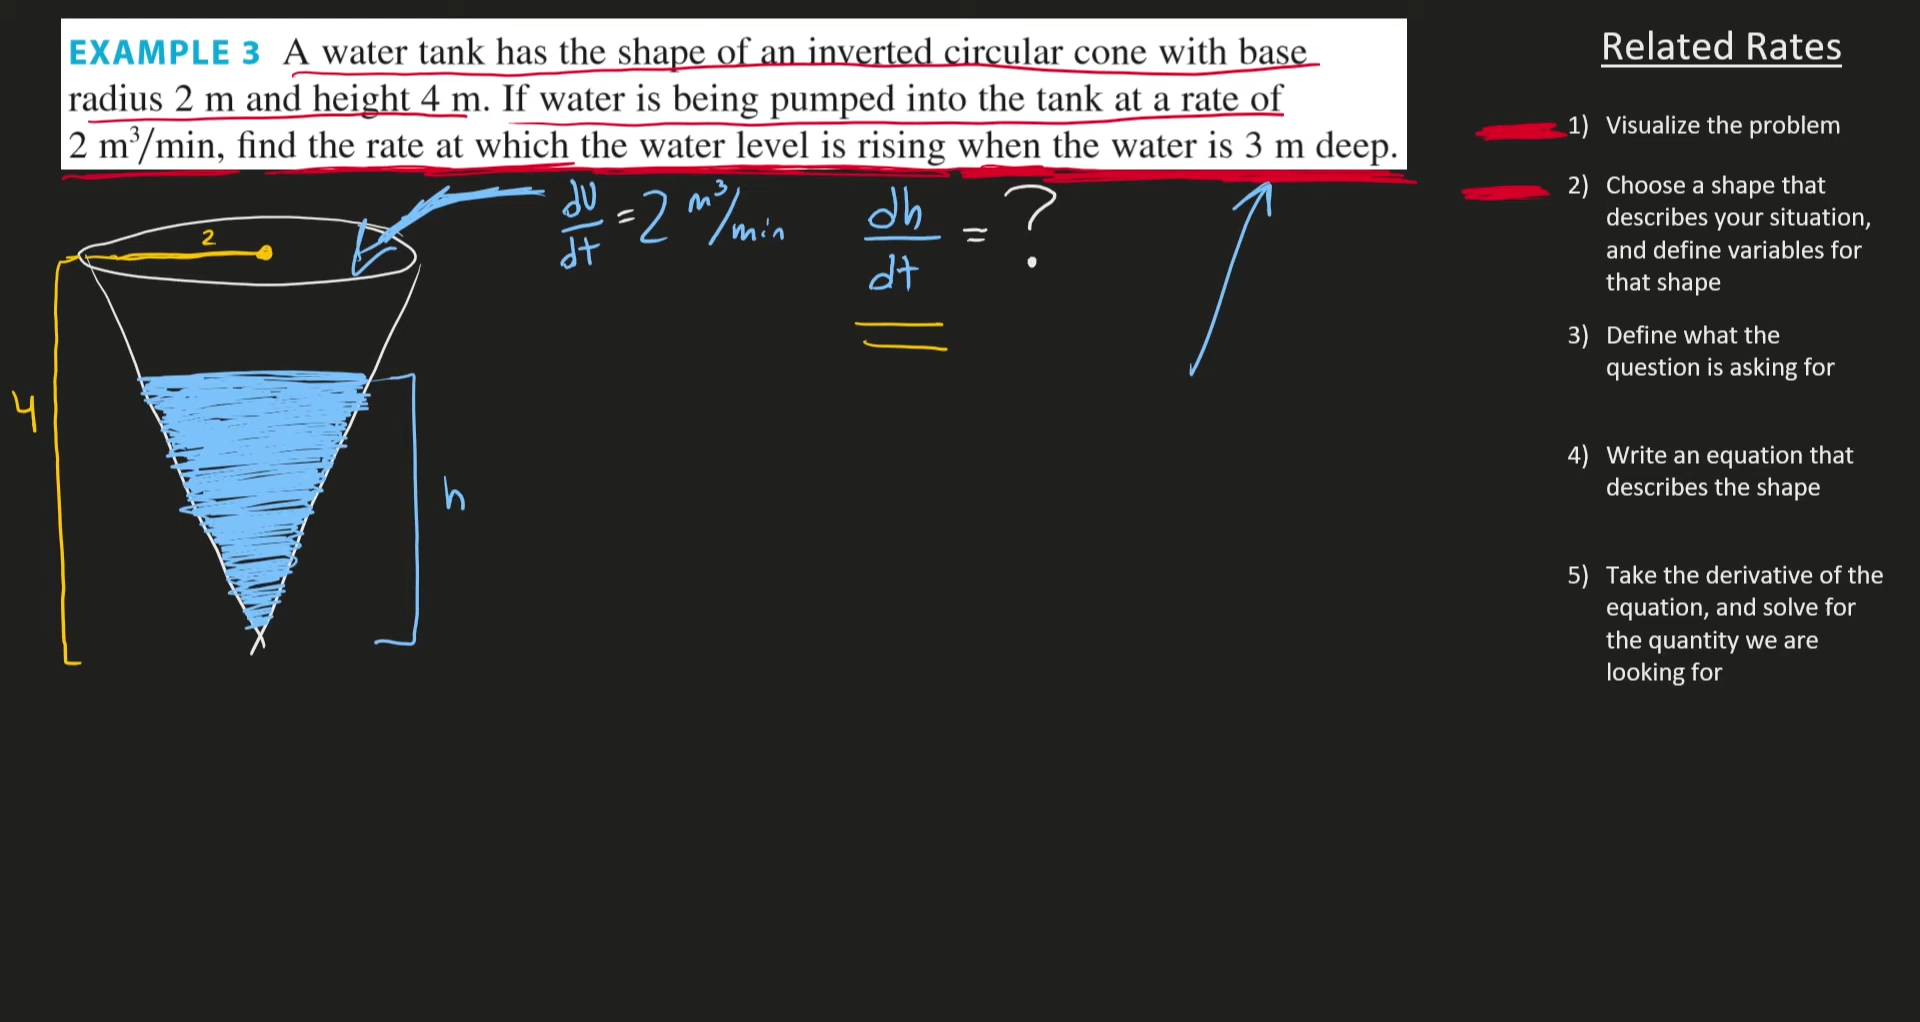 EXAMPLE 3 A water tank has the shape of an inverted circular cone with base
radius 2 m and height 4 m. If water is being pumped into the tank at a rate of
2 m³/min, find the rate at which the water level is rising when the water is 3 m deep.
dV/dt = 2 m³/min
dh/dt = ?
2
4
h
Related Rates
1) Visualize the problem
2) Choose a shape that
describes your situation,
and define variables for
that shape
3) Define what the
question is asking for
4) Write an equation that
describes the shape
5) Take the derivative of the
equation, and solve for
the quantity we are
looking for